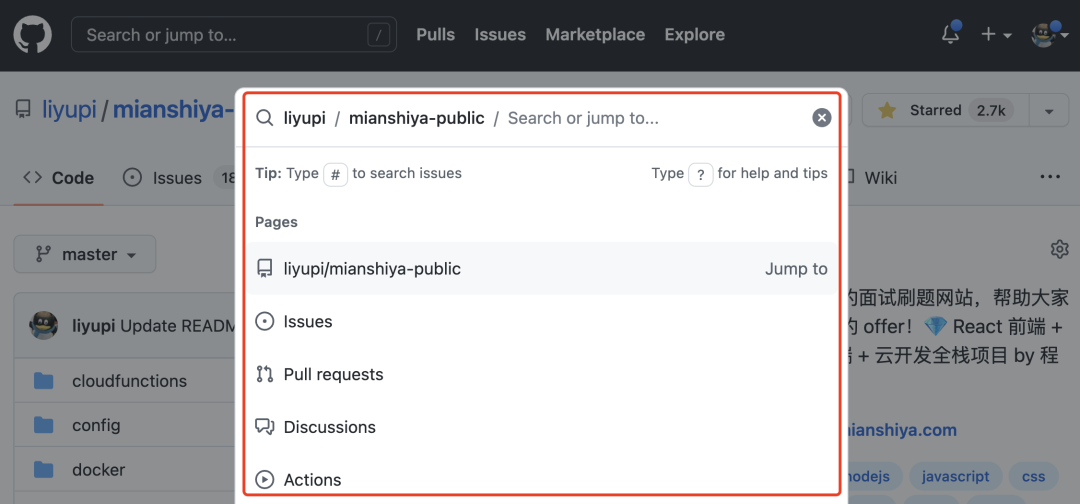 Search or jump to... /
Pulls Issues Marketplace Explore
liyupi / mianshiya-
Starred 2.7k
liyupi / mianshiya-public / Search or jump to...
Code Issues 18
Wiki
Tip: Type # to search issues
Type ? for help and tips
Pages
master
liyupi/mianshiya-public Jump to
Issues
Pull requests
Discussions
Actions
liyupi Update READM
cloudfunctions
config
docker
的面试刷题网站，帮助大家
的 offer！💎 React 前端 +
端 + 云开发全栈项目 by 程
mianshiya.com
nodejs javascript css